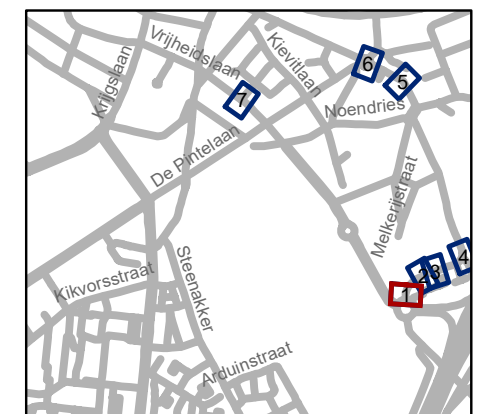 Vrijheidslaan
Kievitlaan
Krijgslaan
6
5
7
Noendries
De Pintelaan
Melkerijstraat
Steenakker
4
2
3
Kikvorsstraat
1
Arduinstraat